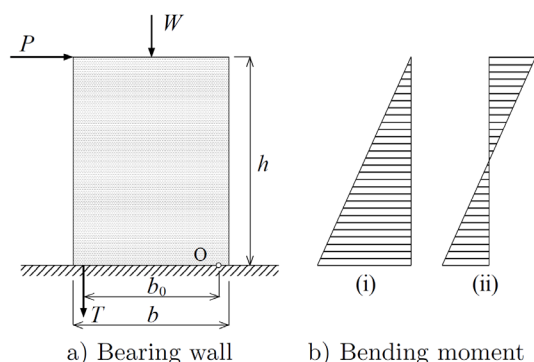 P
W
h
O
b₀
T
b
(i)
(ii)
a) Bearing wall
b) Bending moment